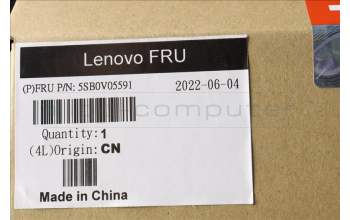 Lenovo FRU
(P)FRU P/N: 5SB0V05591 2022-06-04
Quantity: 1
(4L)Origin: CN
Made in China